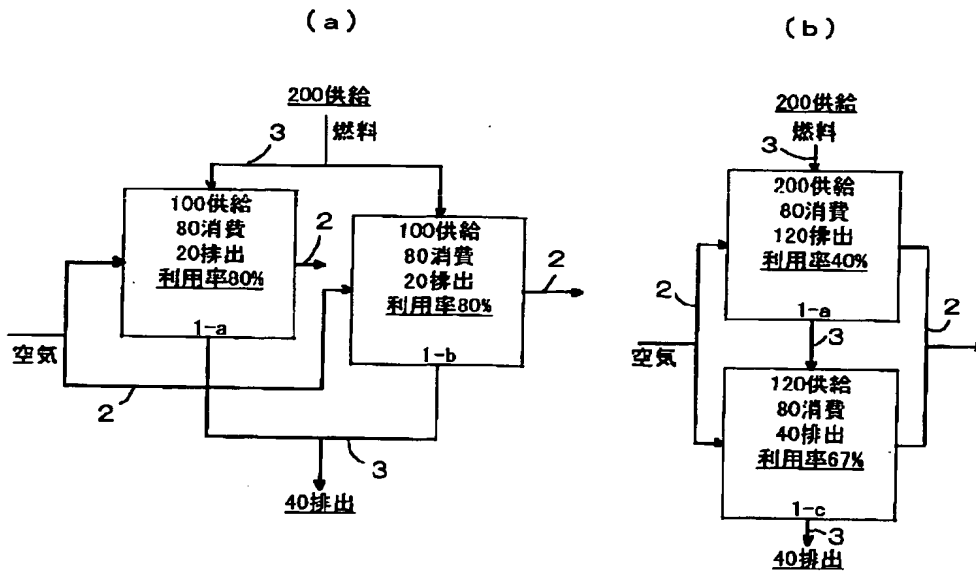 (a)
200供給
3
燃料
100供給
80消費
20排出
利用率80%
1-a
2
100供給
80消費
20排出
利用率80%
1-b
2
空気
2
3
40排出
(b)
200供給
燃料
3
200供給
80消費
120排出
利用率40%
1-a
2
2
3
空気
120供給
80消費
40排出
利用率67%
1-c
3
40排出